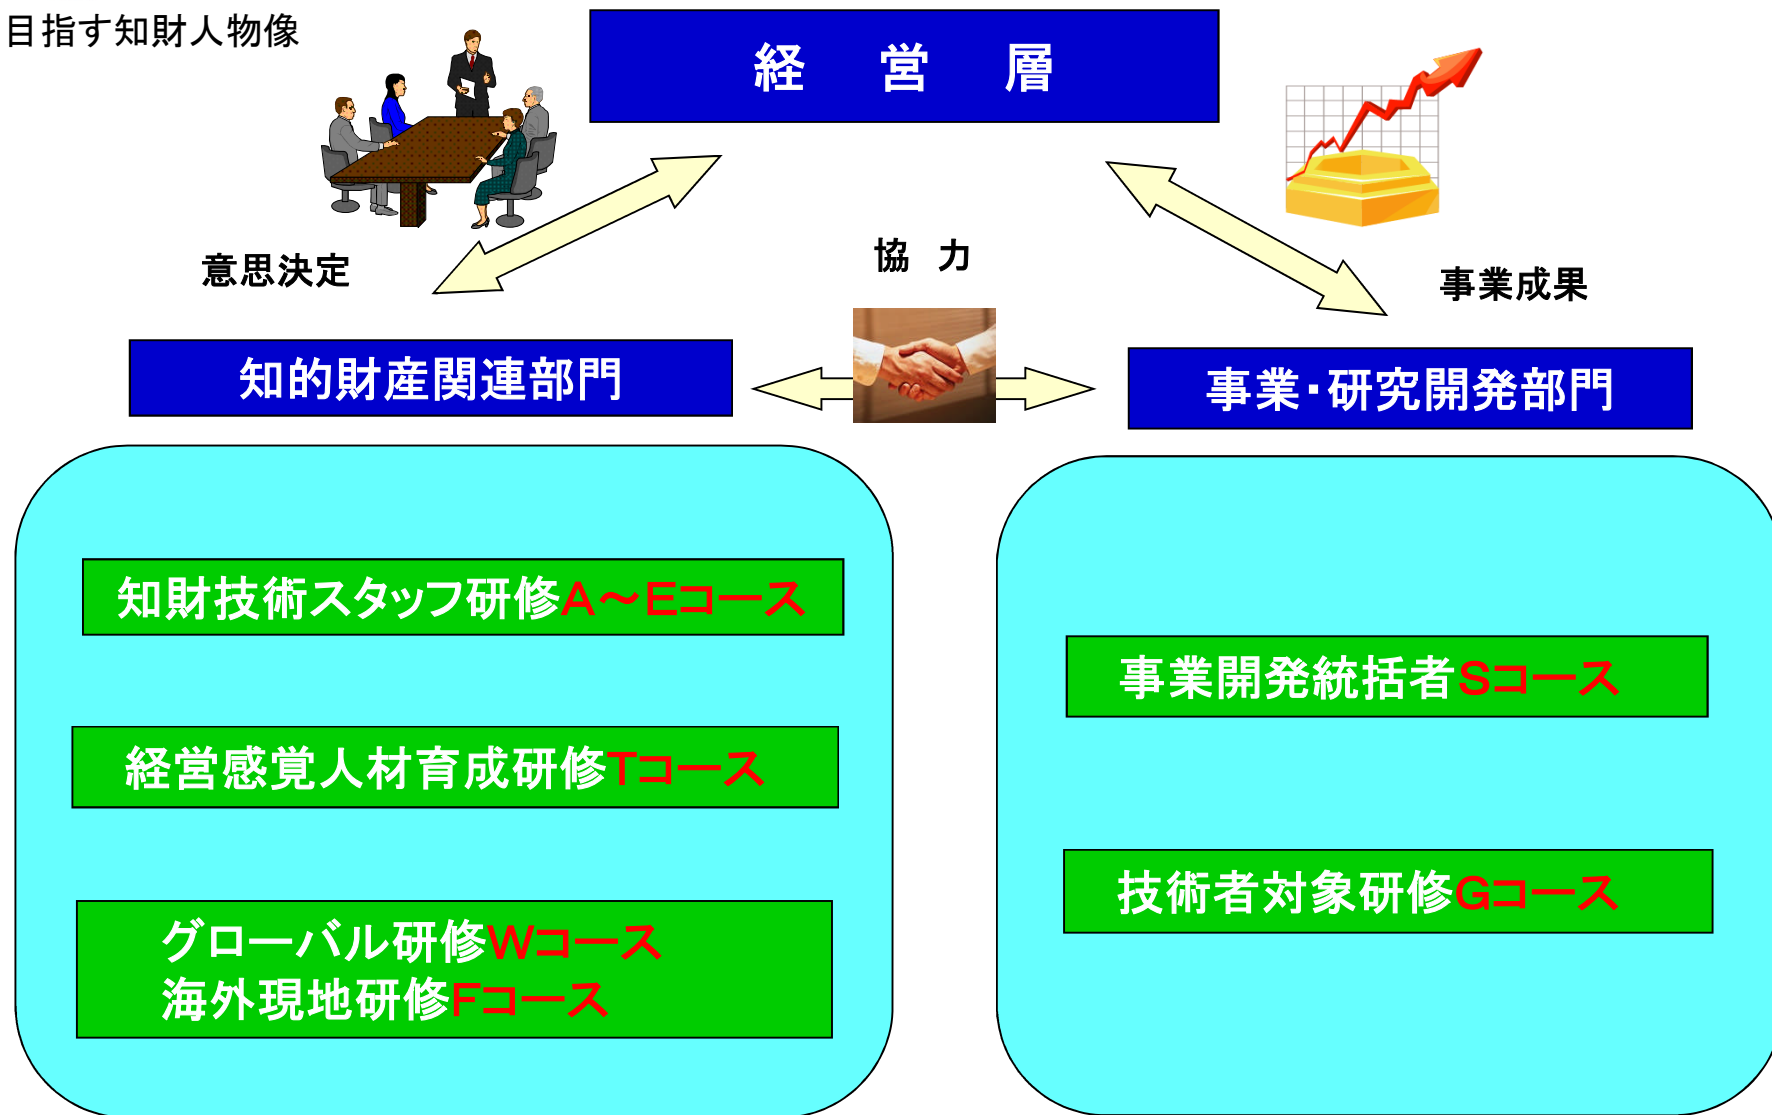 目指す知財人物像
経　営　層
意思決定
協　力
事業成果
知的財産関連部門
事業・研究開発部門
知財技術スタッフ研修A～Eコース
経営感覚人材育成研修Tコース
グローバル研修Wコース
海外現地研修Fコース
事業開発統括者Sコース
技術者対象研修Gコース